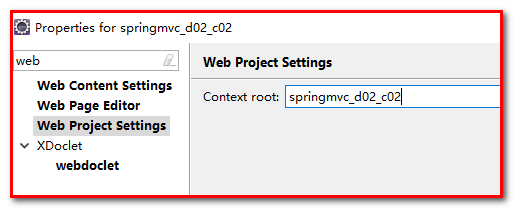 Properties for springmvc_d02_c02
web
Web Content Settings
Web Page Editor
Web Project Settings
XDoclet
webdoclet
Web Project Settings
Context root: springmvc_d02_c02